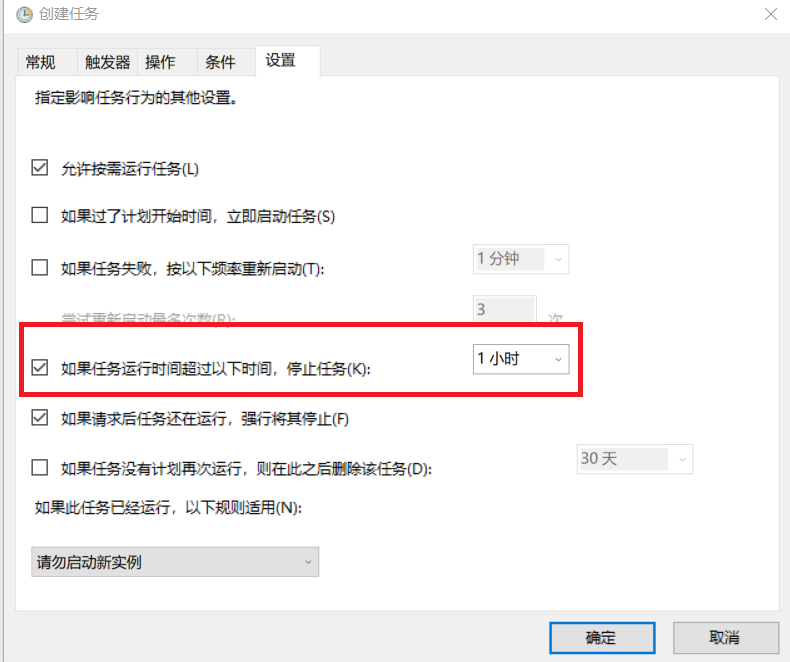 创建任务
常规 触发器 操作 条件 设置
指定影响任务行为的其他设置。
允许按需运行任务(L)
如果过了计划开始时间，立即启动任务(S)
如果任务失败，按以下频率重新启动(T): 1 分钟
尝试重新启动最多次数(R): 3 次
如果任务运行时间超过以下时间，停止任务(K): 1 小时
如果请求后任务还在运行，强行将其停止(F)
如果任务没有计划再次运行，则在此之后删除该任务(D): 30 天
如果此任务已经运行，以下规则适用(N):
请勿启动新实例
确定 取消